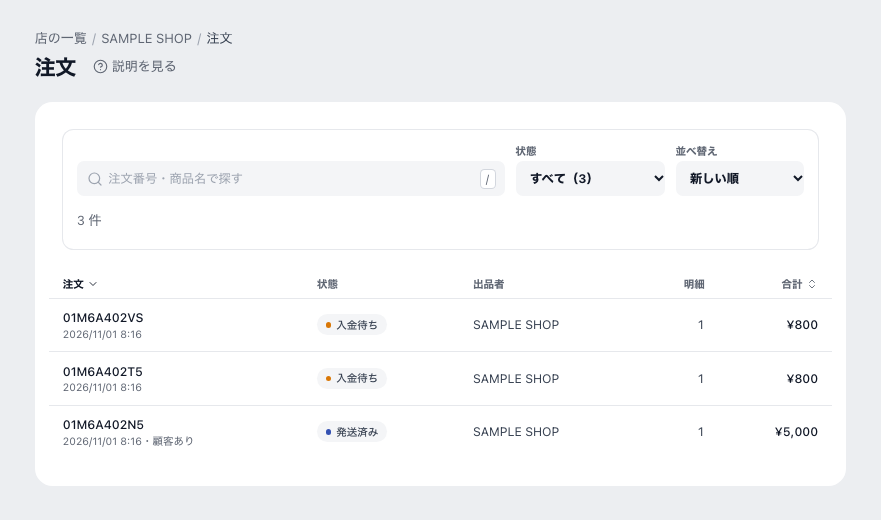 店の一覧 / SAMPLE SHOP / 注文
注文 ? 説明を見る
状態 並べ替え
注文番号・商品名で探す / すべて (3) 新しい順
3 件
注文 状態 出品者 明細 合計
01M6A402VS
2026/11/01 8:16
入金待ち SAMPLE SHOP 1 ¥800
01M6A402T5
2026/11/01 8:16
入金待ち SAMPLE SHOP 1 ¥800
01M6A402N5
2026/11/01 8:16・顧客あり
発送済み SAMPLE SHOP 1 ¥5,000